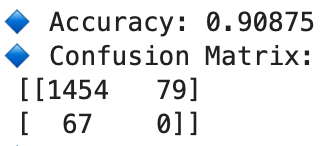 🔷 Accuracy: 0.90875
🔷 Confusion Matrix:
[[1454   79]
[  67    0]]